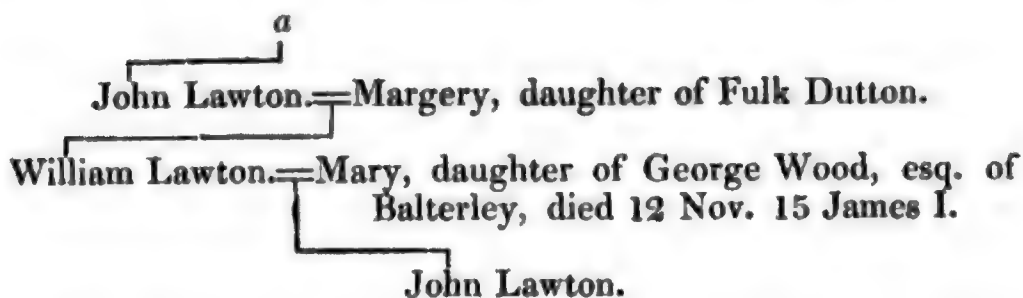 a
John Lawton.=Margery, daughter of Fulk Dutton.
William Lawton.=Mary, daughter of George Wood, esq. of
Balterley, died 12 Nov. 15 James I.
John Lawton.